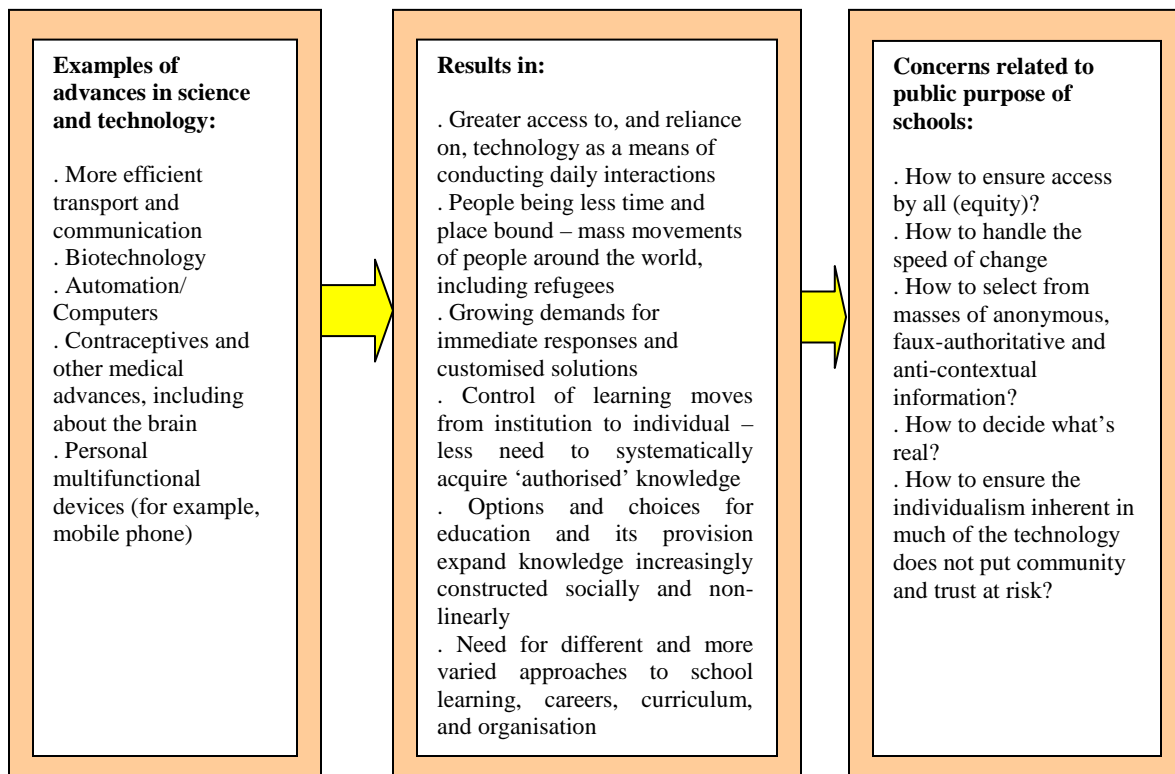 Examples of
advances in science
and technology:
. More efficient
transport and
communication
. Biotechnology
. Automation/
Computers
. Contraceptives and
other medical
advances, including
about the brain
. Personal
multifunctional
devices (for example,
mobile phone)
Results in:
. Greater access to, and reliance
on, technology as a means of
conducting daily interactions
. People being less time and
place bound – mass movements
of people around the world,
including refugees
. Growing demands for
immediate responses and
customised solutions
. Control of learning moves
from institution to individual –
less need to systematically
acquire ‘authorised’ knowledge
. Options and choices for
education and its provision
expand knowledge increasingly
constructed socially and non-
linearly
. Need for different and more
varied approaches to school
learning, careers, curriculum,
and organisation
Concerns related to
public purpose of
schools:
. How to ensure access
by all (equity)?
. How to handle the
speed of change
. How to select from
masses of anonymous,
faux-authoritative and
anti-contextual
information?
. How to decide what’s
real?
. How to ensure the
individualism inherent in
much of the technology
does not put community
and trust at risk?